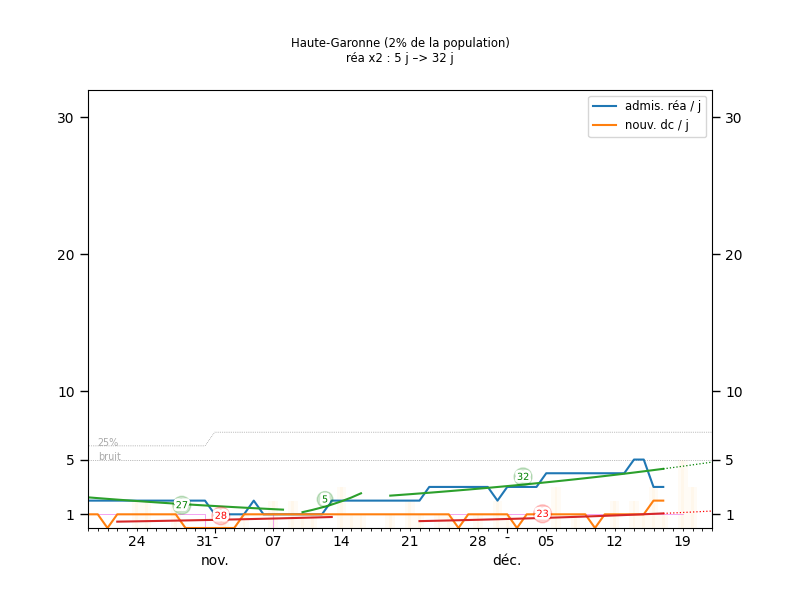 Haute-Garonne (2% de la population)
réa x2 : 5 j –> 32 j
admis. réa / j
nouv. dc / j
30 30
20 20
10 10
25%
bruit
5 5
32
5
27
28
23
1 1
24 31 07 14 21 28 05 12 19
nov. déc.